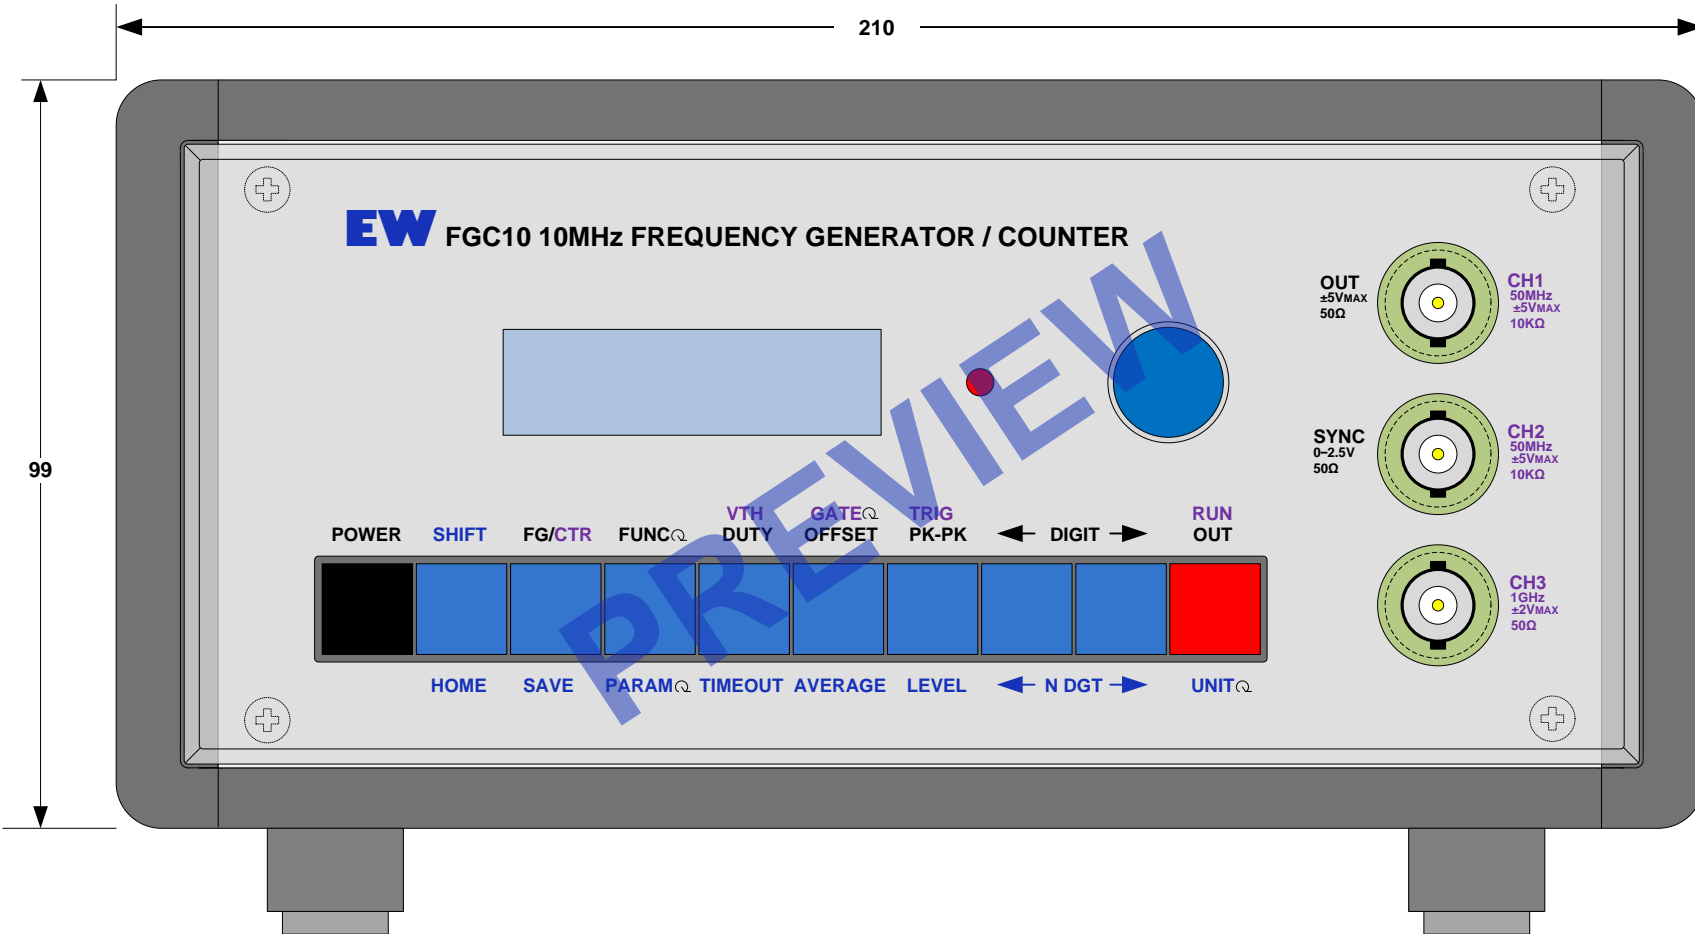 210
99
EW FGC10 10MHz FREQUENCY GENERATOR / COUNTER
OUT
±5VMAX
50Ω
CH1
50MHz
±5VMAX
10KΩ
SYNC
0–2.5V
50Ω
CH2
50MHz
±5VMAX
10KΩ
CH3
1GHz
±2VMAX
50Ω
VTH GATE TRIG RUN
POWER SHIFT FG/CTR FUNC DUTY OFFSET PK-PK DIGIT OUT
HOME SAVE PARAM TIMEOUT AVERAGE LEVEL N DGT UNIT
PREVIEW